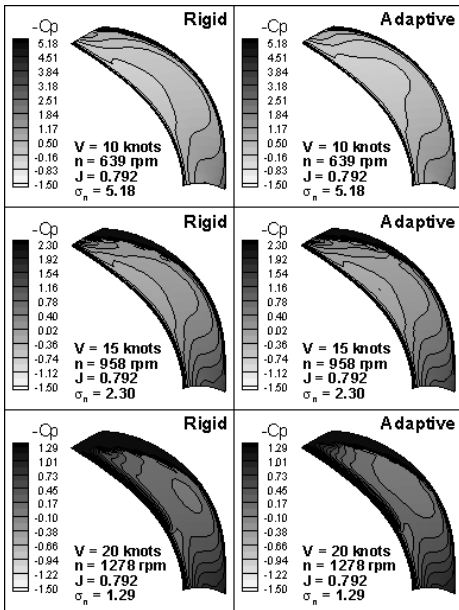 Rigid
-Cp
5.18
4.51
3.84
3.18
2.51
1.84
1.17
0.50
-0.16
-0.83
-1.50
V = 10 knots
n = 639 rpm
J = 0.792
σn = 5.18
Adaptive
-Cp
5.18
4.51
3.84
3.18
2.51
1.84
1.17
0.50
-0.16
-0.83
-1.50
V = 10 knots
n = 639 rpm
J = 0.792
σn = 5.18
Rigid
-Cp
2.30
1.92
1.54
1.16
0.78
0.40
0.02
-0.36
-0.74
-1.12
-1.50
V = 15 knots
n = 958 rpm
J = 0.792
σn = 2.30
Adaptive
-Cp
2.30
1.92
1.54
1.16
0.78
0.40
0.02
-0.36
-0.74
-1.12
-1.50
V = 15 knots
n = 958 rpm
J = 0.792
σn = 2.30
Rigid
-Cp
1.29
1.01
0.73
0.45
0.17
-0.10
-0.38
-0.66
-0.94
-1.22
-1.50
V = 20 knots
n = 1278 rpm
J = 0.792
σn = 1.29
Adaptive
-Cp
1.29
1.01
0.73
0.45
0.17
-0.10
-0.38
-0.66
-0.94
-1.22
-1.50
V = 20 knots
n = 1278 rpm
J = 0.792
σn = 1.29